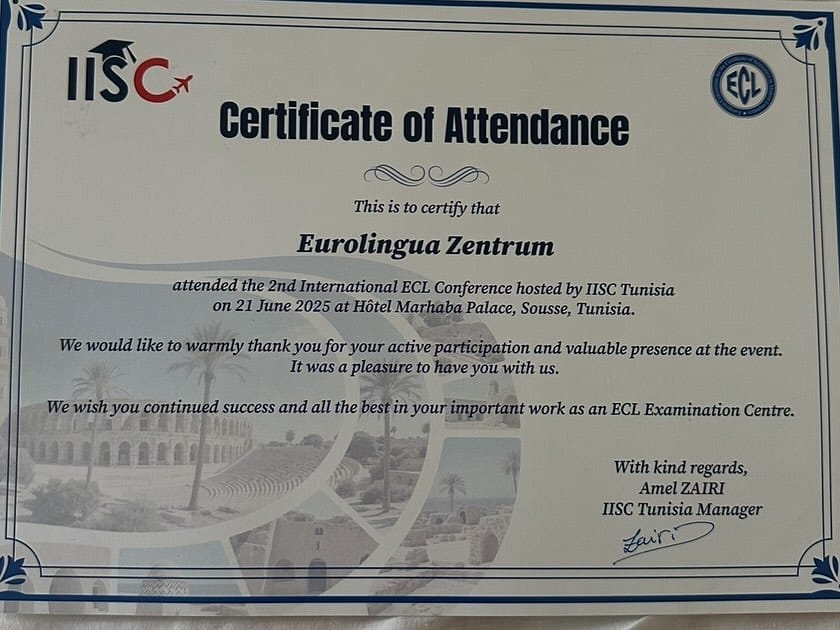 IISC
ECL
Certificate of Attendance
This is to certify that
Eurolingua Zentrum
attended the 2nd International ECL Conference hosted by IISC Tunisia
on 21 June 2025 at Hôtel Marhaba Palace, Sousse, Tunisia.
We would like to warmly thank you for your active participation and valuable presence at the event.
It was a pleasure to have you with us.
We wish you continued success and all the best in your important work as an ECL Examination Centre.
With kind regards,
Amel ZAIRI
IISC Tunisia Manager
Zairi